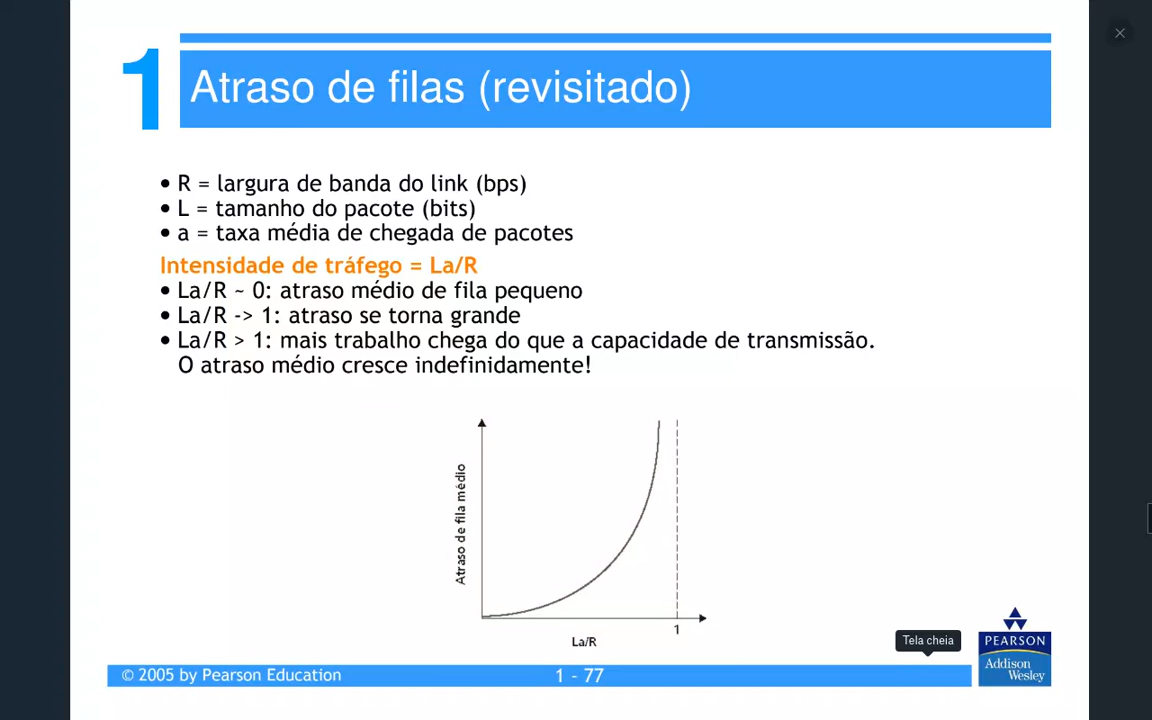 1
Atraso de filas (revisitado)
• R = largura de banda do link (bps)
• L = tamanho do pacote (bits)
• a = taxa média de chegada de pacotes
Intensidade de tráfego = La/R
• La/R ~ 0: atraso médio de fila pequeno
• La/R -> 1: atraso se torna grande
• La/R > 1: mais trabalho chega do que a capacidade de transmissão.
O atraso médio cresce indefinidamente!
Atraso de fila médio
1
La/R
Tela cheia
PEARSON
Addison
Wesley
© 2005 by Pearson Education
1 - 77